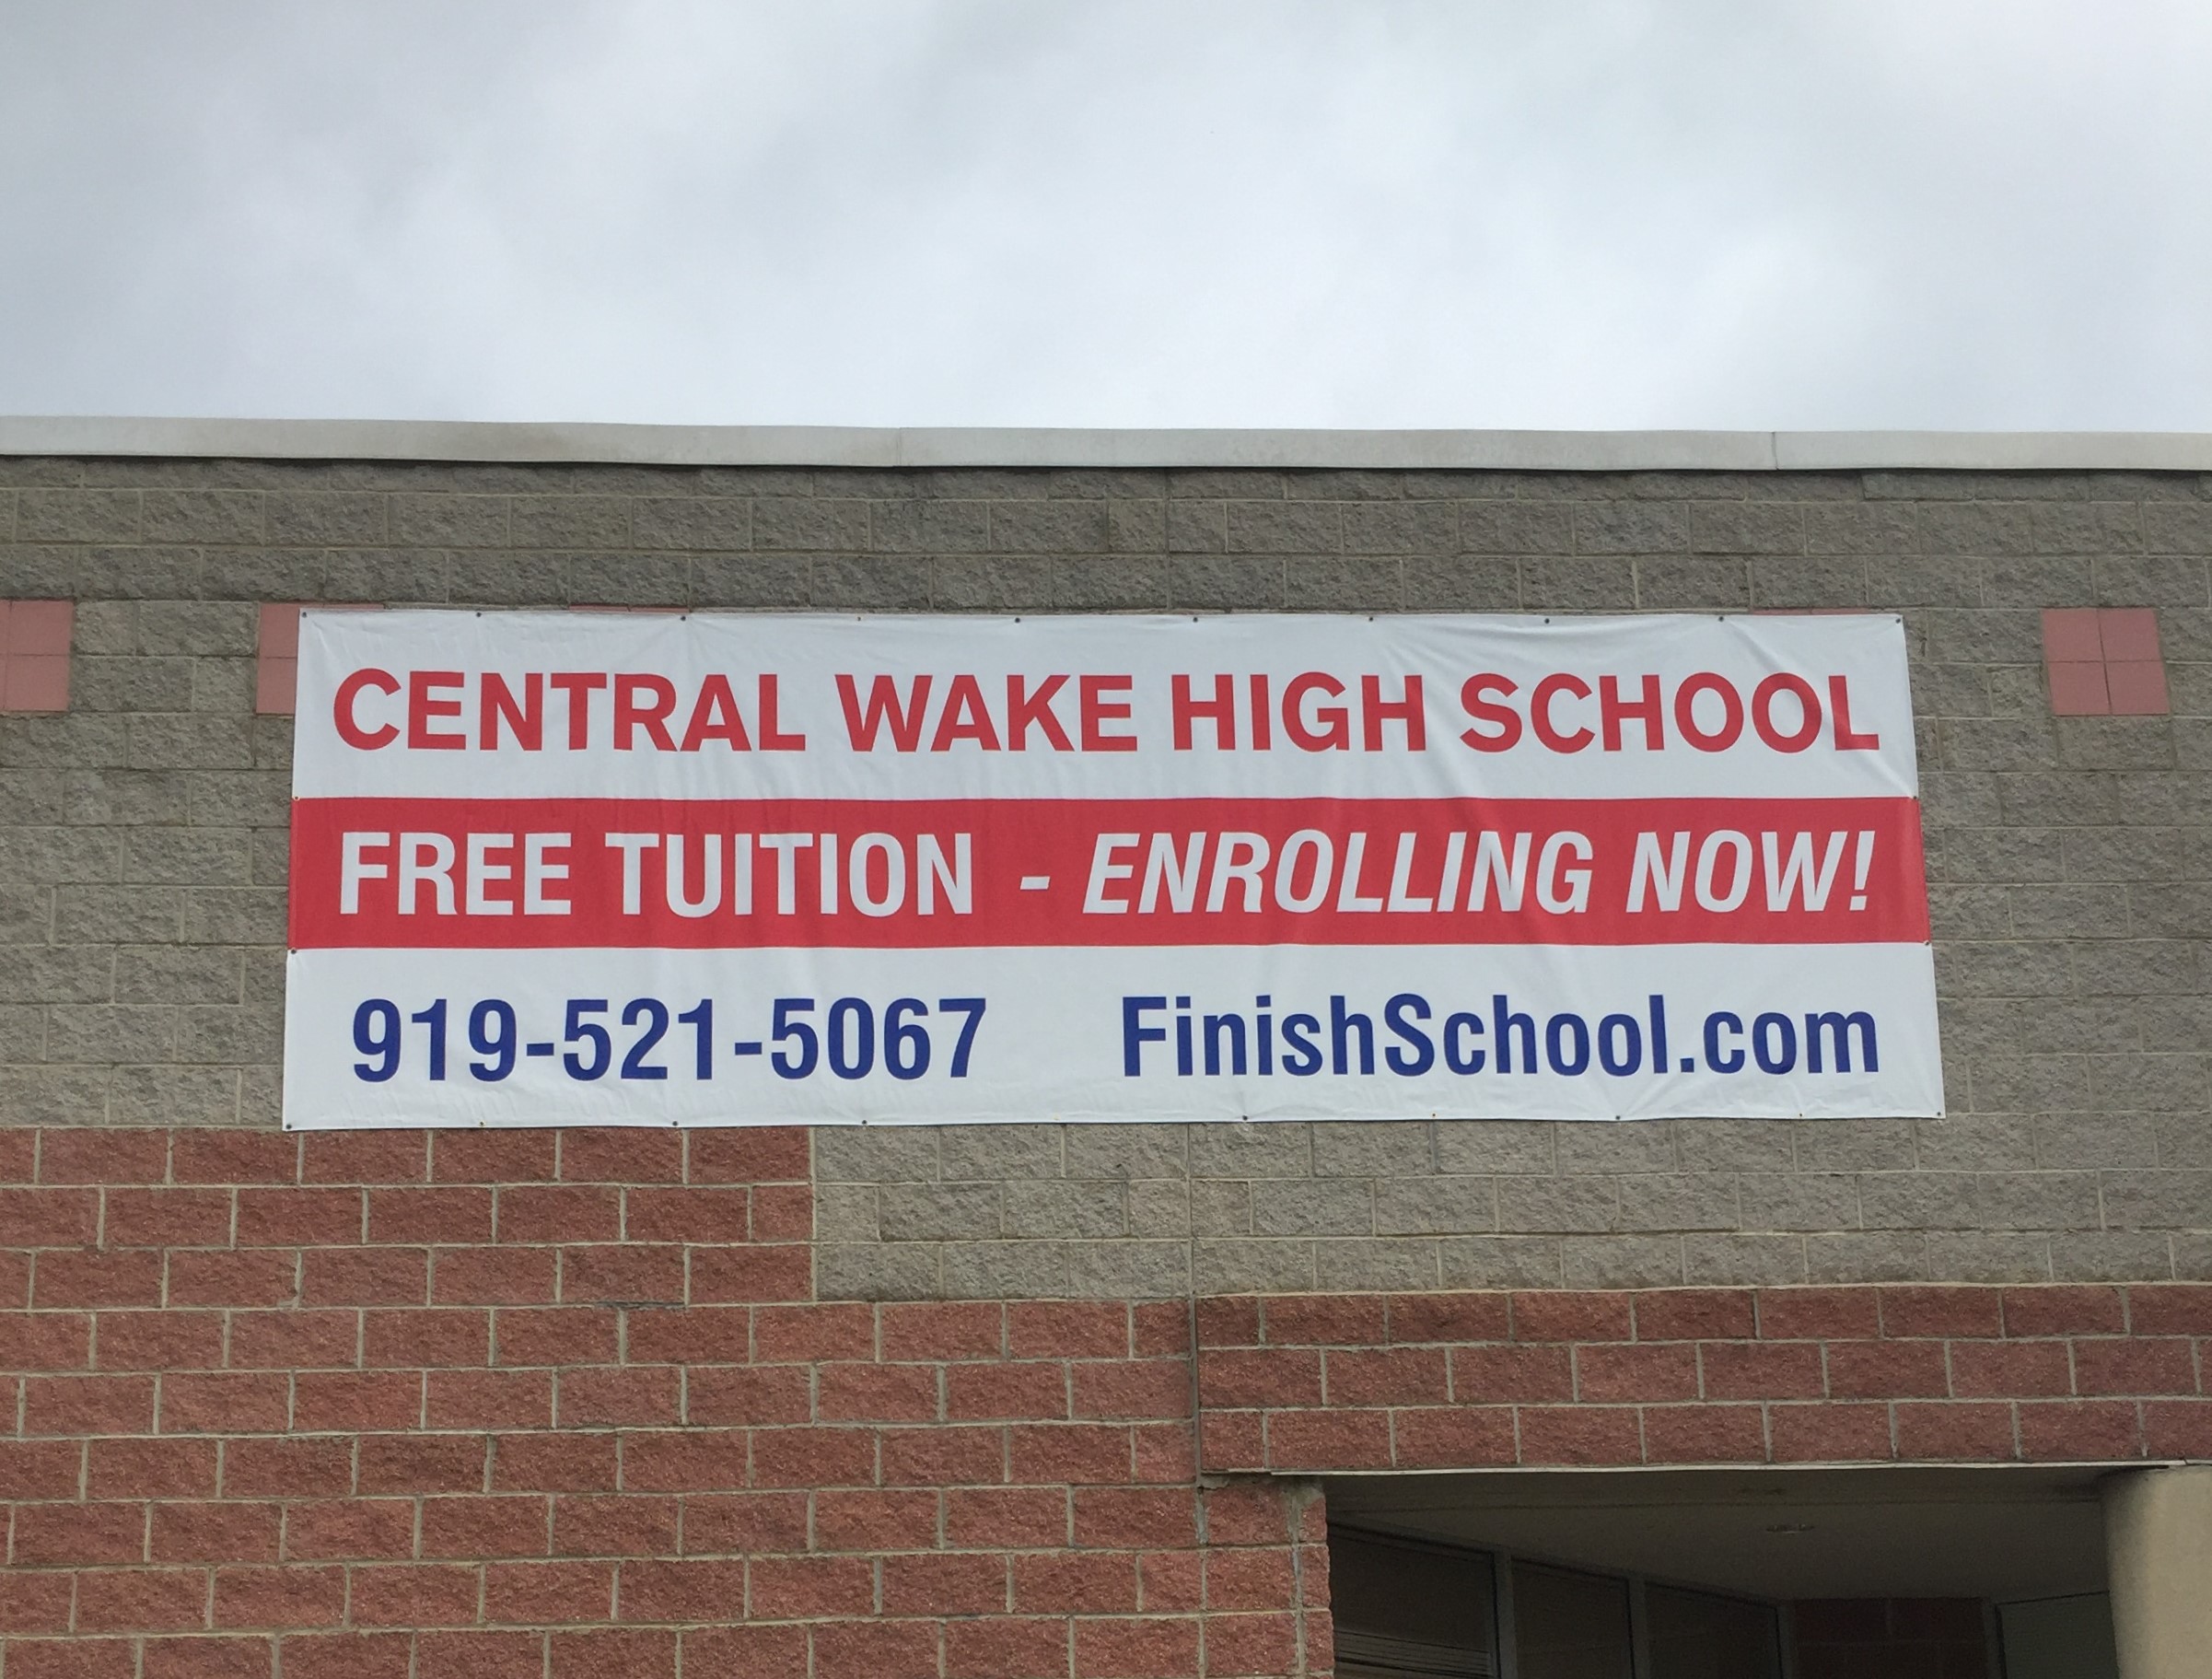 CENTRAL WAKE HIGH SCHOOL
FREE TUITION - ENROLLING NOW!
919-521-5067 FinishSchool.com